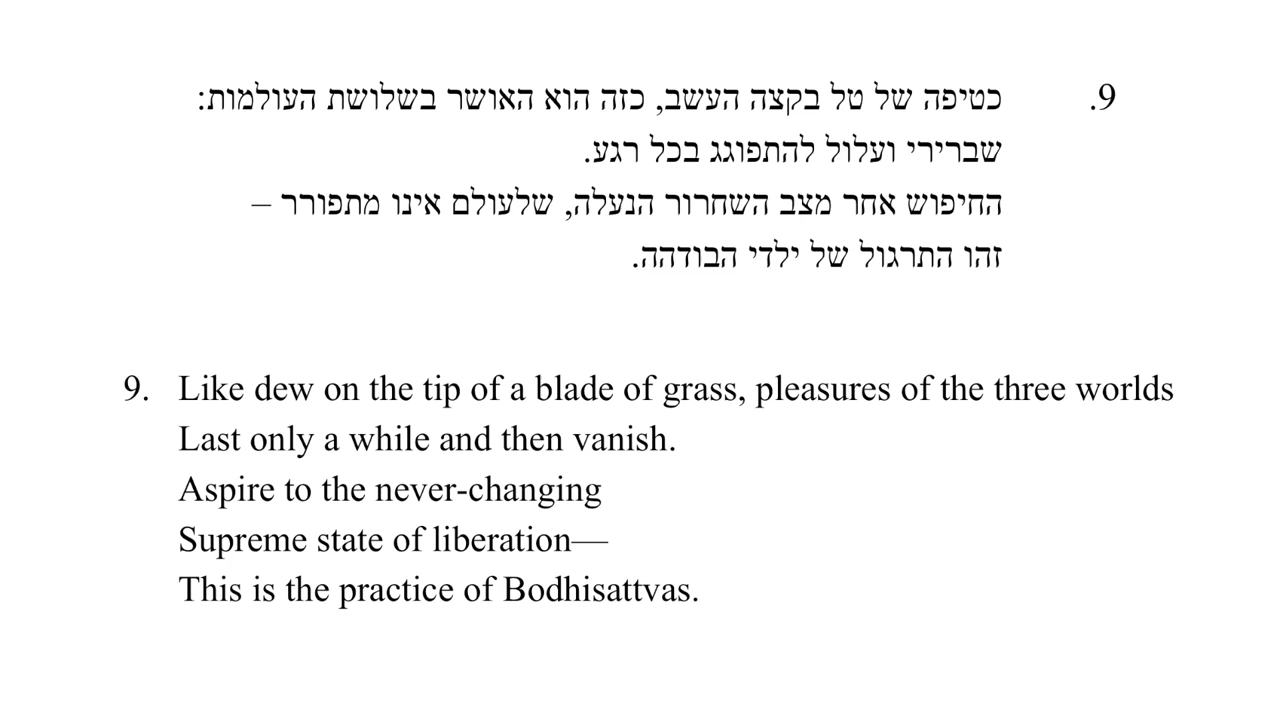 9. כטיפה של טל בקצה העשב, כזה הוא האושר בשלושת העולמות:
שברירי ועלול להתפוגג בכל רגע.
החיפוש אחר מצב השחרור הנעלה, שלעולם אינו מתפורר –
זהו התרגול של ילדי הבודהה.
9. Like dew on the tip of a blade of grass, pleasures of the three worlds
Last only a while and then vanish.
Aspire to the never-changing
Supreme state of liberation—
This is the practice of Bodhisattvas.